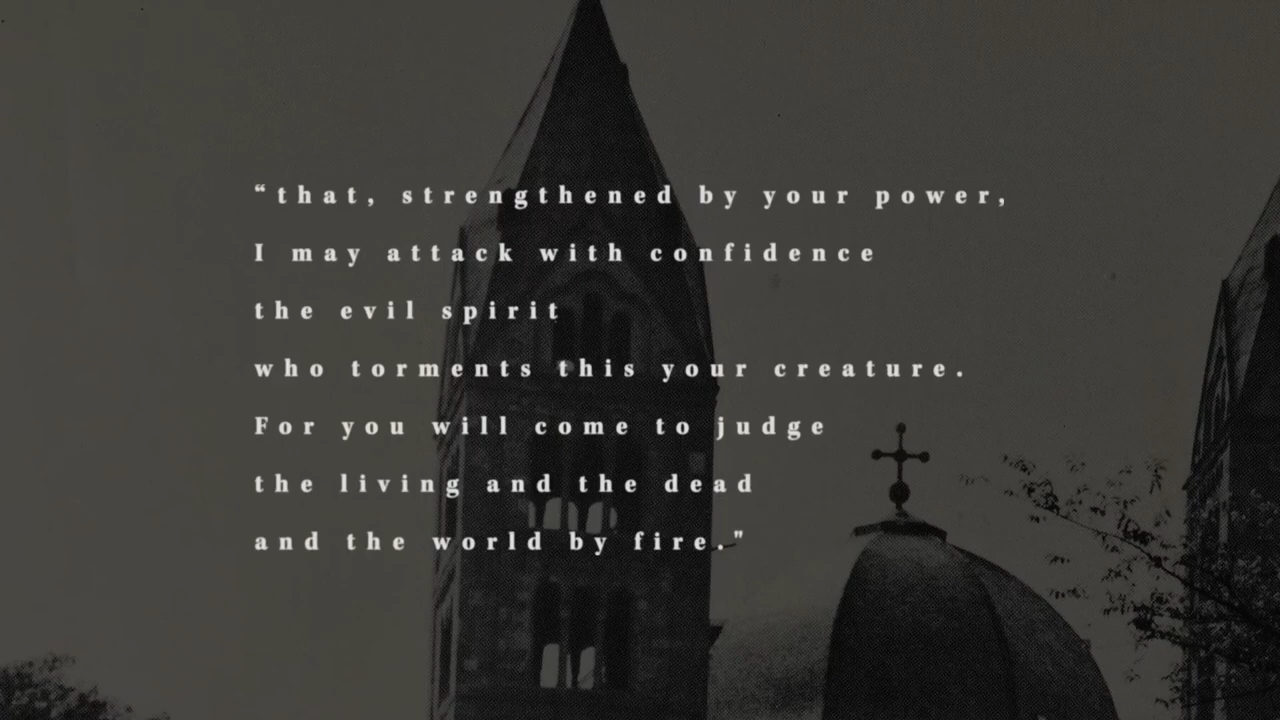 “that, strengthened by your power,
I may attack with confidence
the evil spirit
who torments this your creature.
For you will come to judge
the living and the dead
and the world by fire."